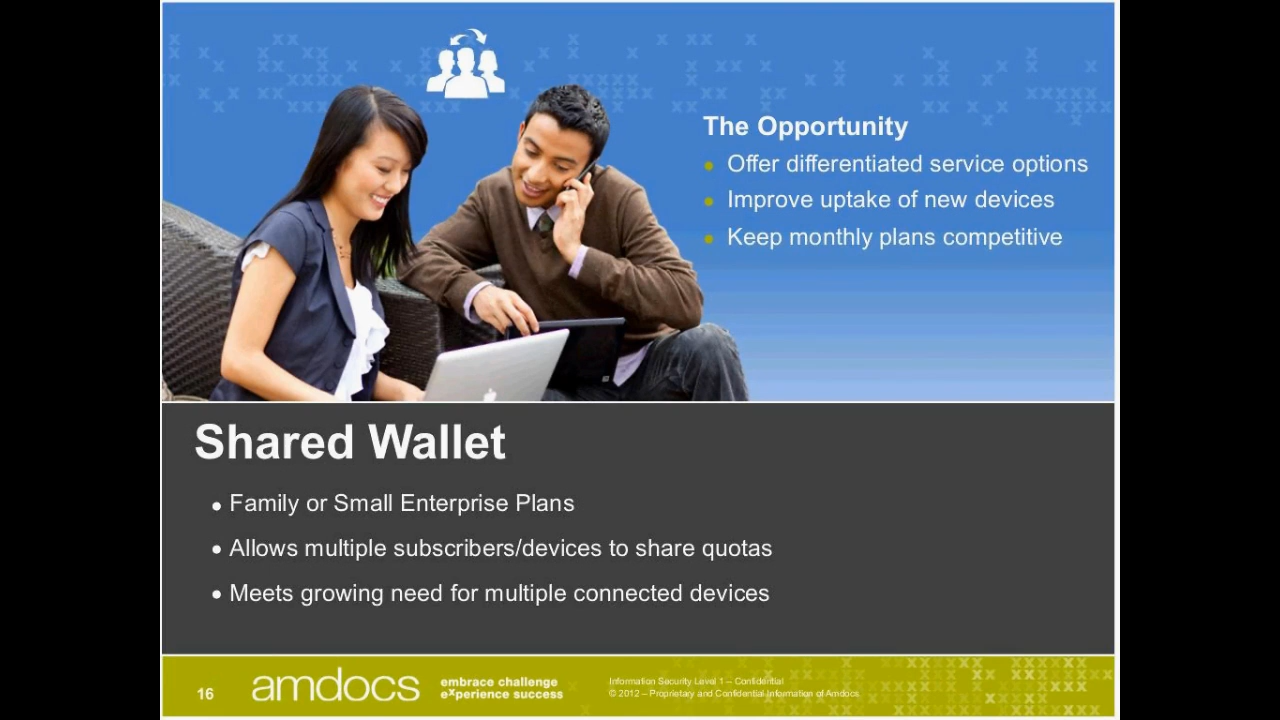 The Opportunity
• Offer differentiated service options
• Improve uptake of new devices
• Keep monthly plans competitive
Shared Wallet
• Family or Small Enterprise Plans
• Allows multiple subscribers/devices to share quotas
• Meets growing need for multiple connected devices
16
amdocs
embrace challenge
experience success
Information Security Level 1 – Confidential
© 2012 – Proprietary and Confidential Information of Amdocs